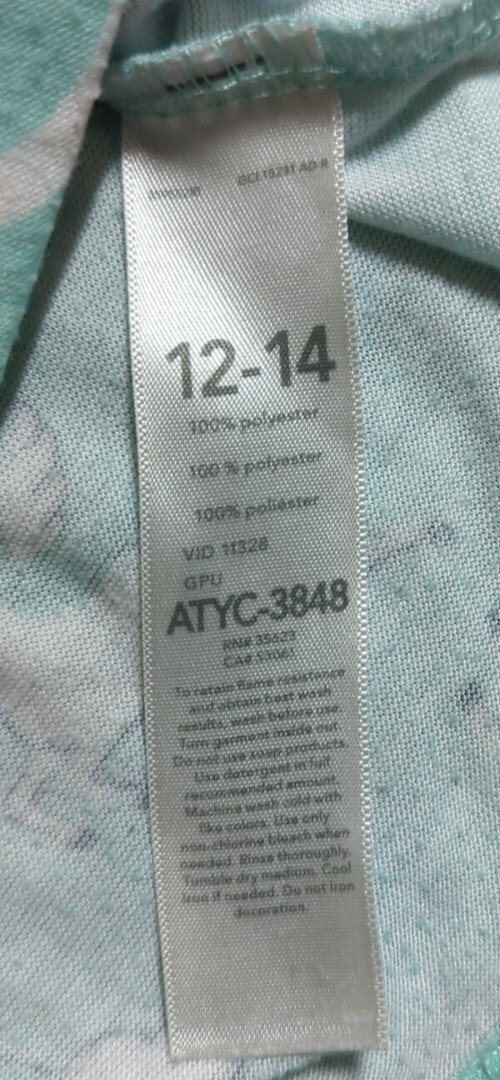 12-14
100% polyester
100 % polyester
100% poliéster
VID 11328
GPU
ATYC-3848
RN# 35623
CA# 53061
To retain flame resistance
and obtain best wash
results, wash before use.
Turn garment inside out.
Do not use soap products.
Use detergent in full
recommended amount.
Machine wash cold with
like colors. Use only
non-chlorine bleach when
needed. Rinse thoroughly.
Tumble dry medium. Cool
iron if needed. Do not iron
decoration.